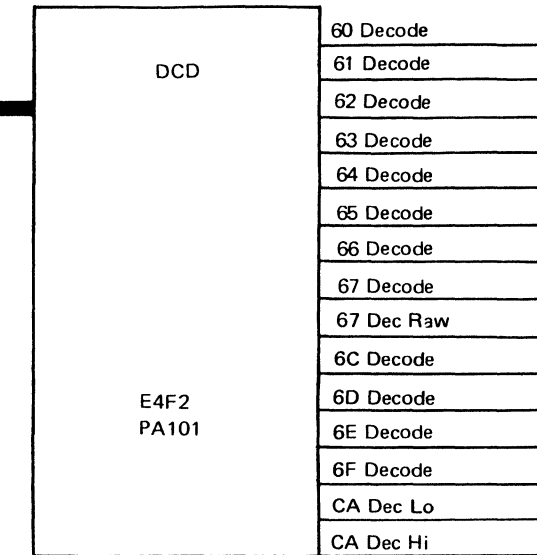 DCD
E4F2
PA101
60 Decode
61 Decode
62 Decode
63 Decode
64 Decode
65 Decode
66 Decode
67 Decode
67 Dec Raw
6C Decode
6D Decode
6E Decode
6F Decode
CA Dec Lo
CA Dec Hi